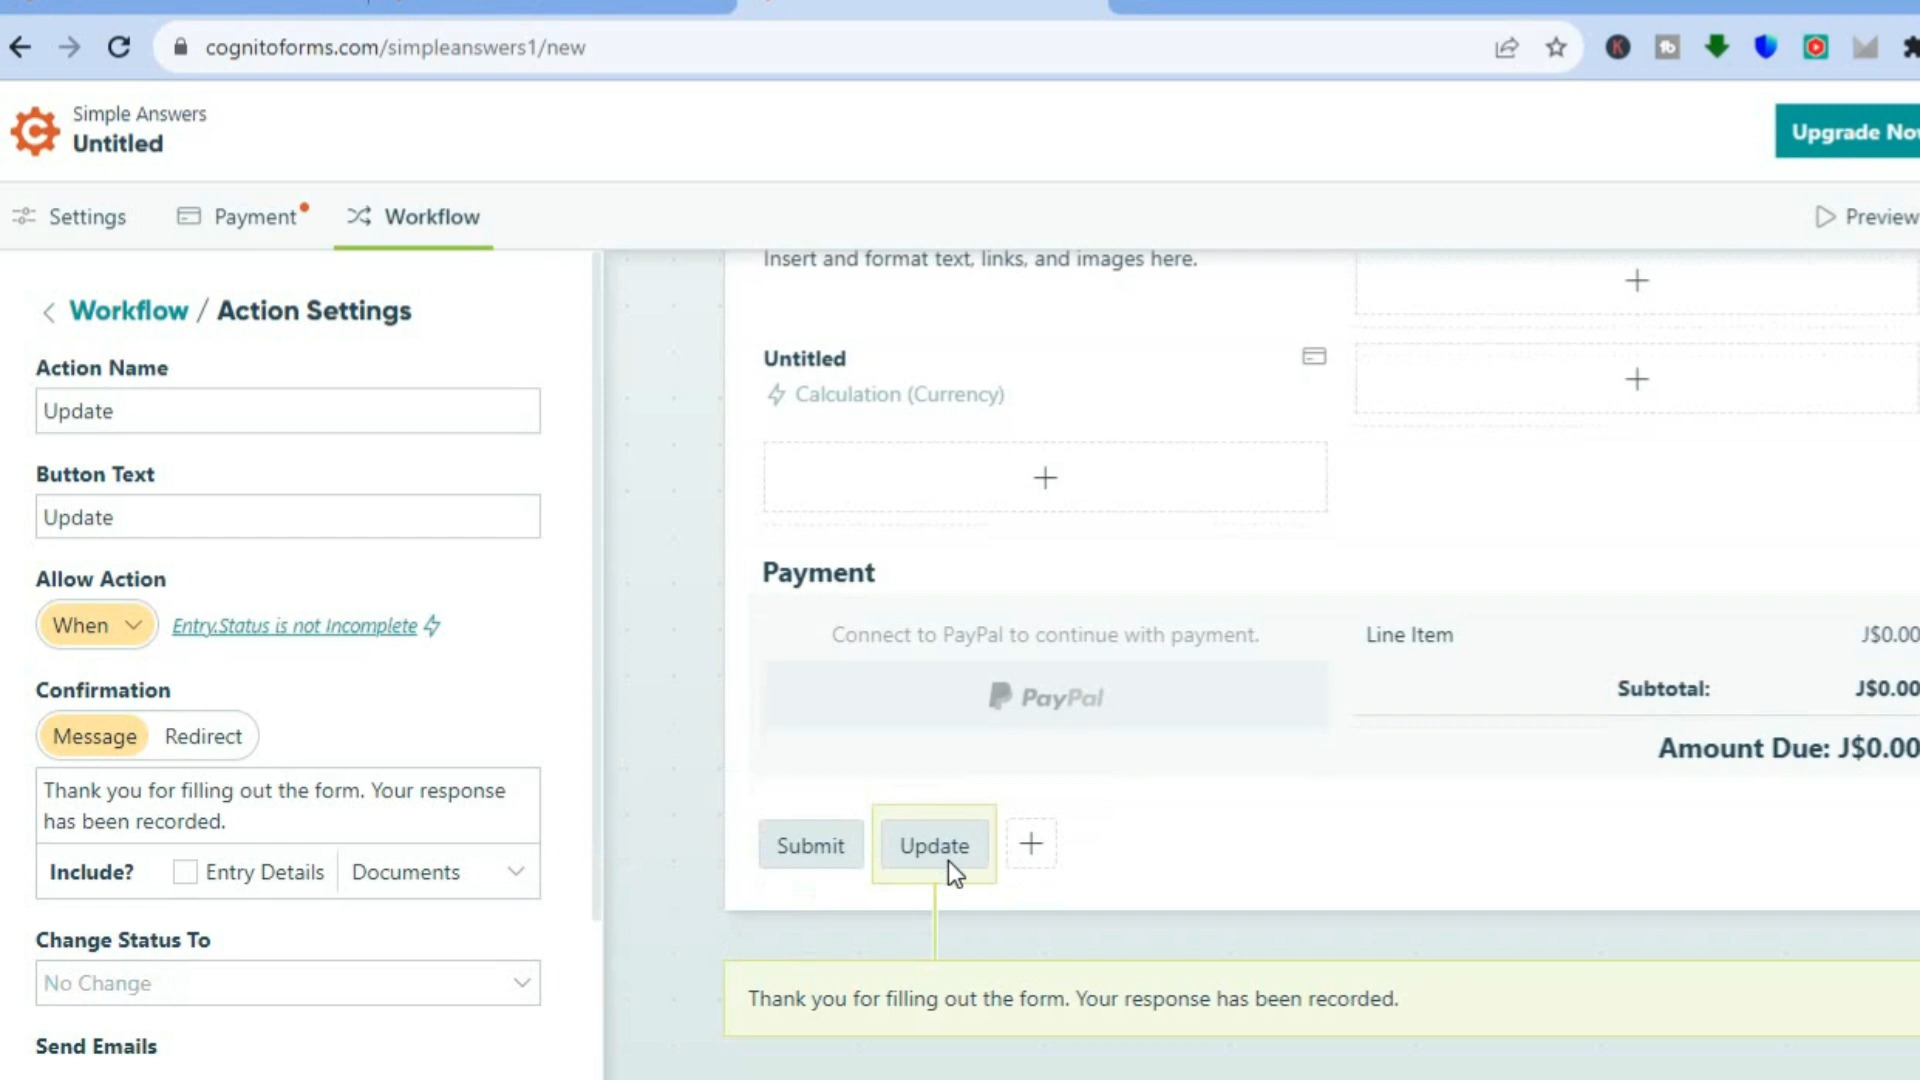 cognitoforms.com/simpleanswers1/new
Simple Answers
Untitled
Upgrade No
Settings
Payment
Workflow
Preview
Workflow / Action Settings
Action Name
Update
Button Text
Update
Allow Action
When
Entry.Status is not Incomplete
Confirmation
Message
Redirect
Thank you for filling out the form. Your response
has been recorded.
Include?
Entry Details
Documents
Change Status To
No Change
Send Emails
Insert and format text, links, and images here.
Untitled
Calculation (Currency)
Payment
Connect to PayPal to continue with payment.
PayPal
Line Item
J$0.00
Subtotal:
J$0.00
Amount Due: J$0.00
Submit
Update
Thank you for filling out the form. Your response has been recorded.